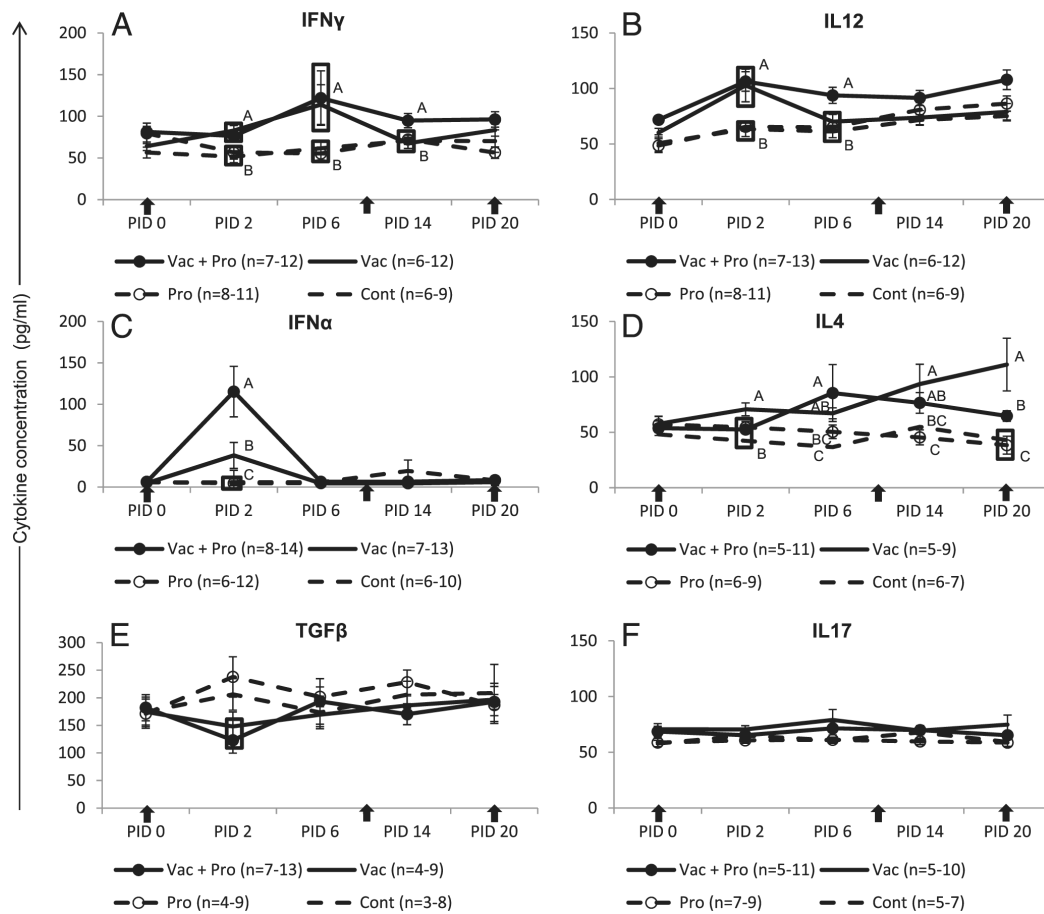 Cytokine concentration (pg/ml)
A
IFNγ
200
150
100
50
0
A
A
A
B
B
B
PID 0 PID 2 PID 6 PID 14 PID 20
Vac + Pro (n=7-12) Vac (n=6-12)
Pro (n=8-11) Cont (n=6-9)
B
IL12
150
100
50
0
A
A
B
B
PID 0 PID 2 PID 6 PID 14 PID 20
Vac + Pro (n=7-13) Vac (n=6-12)
Pro (n=8-11) Cont (n=6-9)
C
IFNα
200
150
100
50
0
A
B
C
PID 0 PID 2 PID 6 PID 14 PID 20
Vac + Pro (n=8-14) Vac (n=7-13)
Pro (n=6-12) Cont (n=6-10)
D
IL4
150
100
50
0
A
B
A
AB
BC
C
A
AB
BC
C
A
B
C
PID 0 PID 2 PID 6 PID 14 PID 20
Vac + Pro (n=5-11) Vac (n=5-9)
Pro (n=6-9) Cont (n=6-7)
E
TGFβ
300
250
200
150
100
50
0
PID 0 PID 2 PID 6 PID 14 PID 20
Vac + Pro (n=7-13) Vac (n=4-9)
Pro (n=4-9) Cont (n=3-8)
F
IL17
150
100
50
0
PID 0 PID 2 PID 6 PID 14 PID 20
Vac + Pro (n=5-11) Vac (n=5-10)
Pro (n=7-9) Cont (n=5-7)